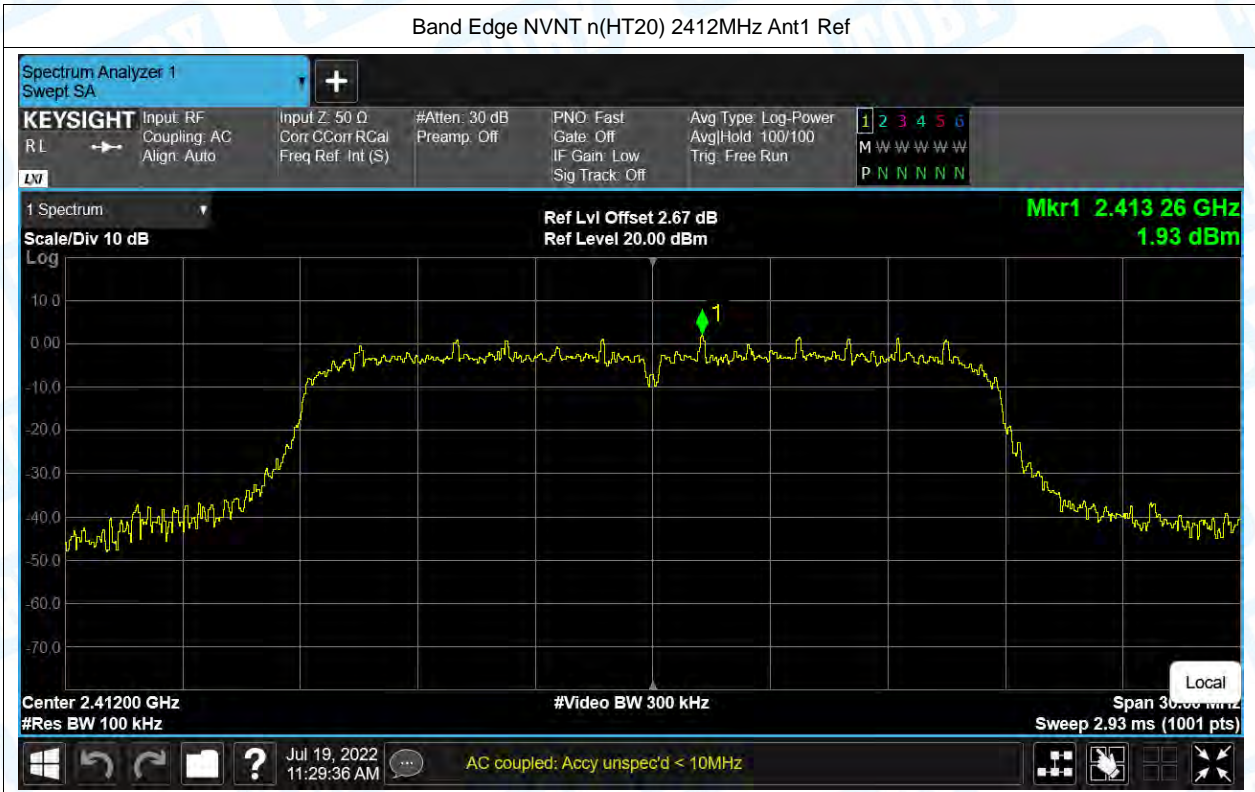 Band Edge NVNT n(HT20) 2412MHz Ant1 Ref
Spectrum Analyzer 1
Swept SA
KEYSIGHT
RL
LXI
Input: RF
Coupling: AC
Align: Auto
Input Z: 50 Ω
Corr CCorr RCal
Freq Ref: Int (S)
#Atten: 30 dB
Preamp: Off
PNO: Fast
Gate: Off
IF Gain: Low
Sig Track: Off
Avg Type: Log-Power
Avg|Hold: 100/100
Trig: Free Run
1 2 3 4 5 6
M W W W W W W
P N N N N N N
1 Spectrum
Scale/Div 10 dB
Ref Lvl Offset 2.67 dB
Ref Level 20.00 dBm
Mkr1 2.413 26 GHz
1.93 dBm
Log
10.0
0.00
-10.0
-20.0
-30.0
-40.0
-50.0
-60.0
-70.0
1
Local
Center 2.41200 GHz
#Res BW 100 kHz
#Video BW 300 kHz
Span 30.00 MHz
Sweep 2.93 ms (1001 pts)
?
Jul 19, 2022
11:29:36 AM
AC coupled: Accy unspec'd < 10MHz